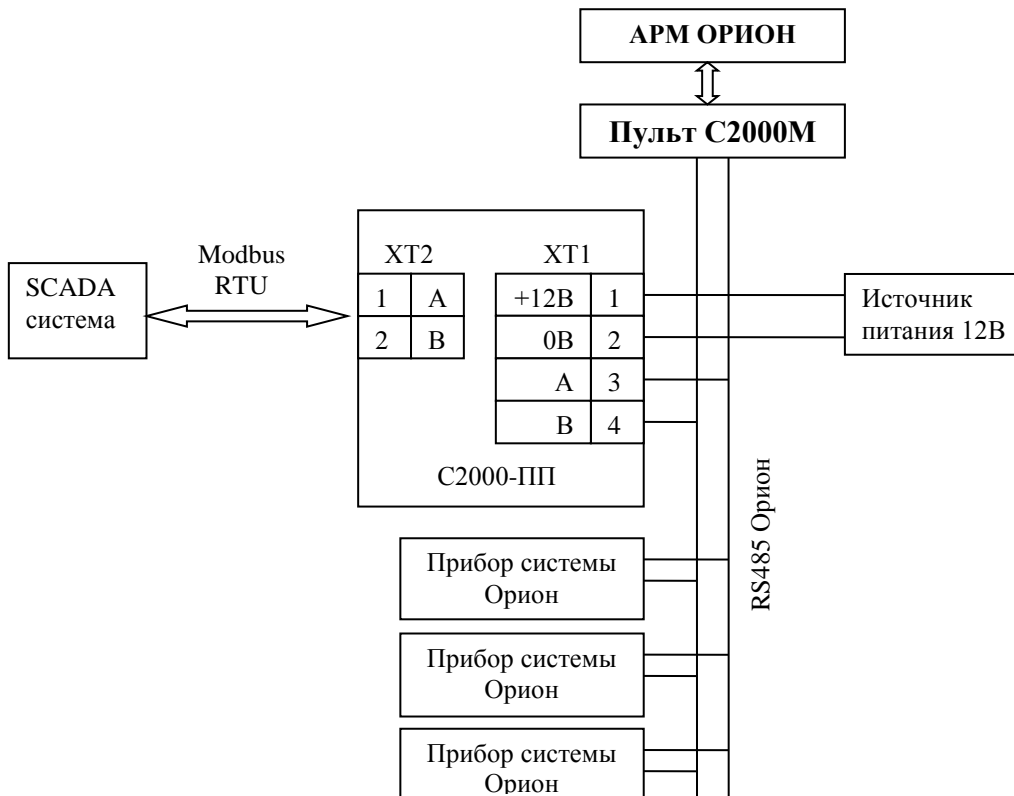 АРМ ОРИОН
Пульт С2000М
SCADA
система
Modbus
RTU
XT2
1 A
2 B
XT1
+12В 1
0В 2
A 3
B 4
С2000-ПП
Источник
питания 12В
RS485 Орион
Прибор системы
Орион
Прибор системы
Орион
Прибор системы
Орион